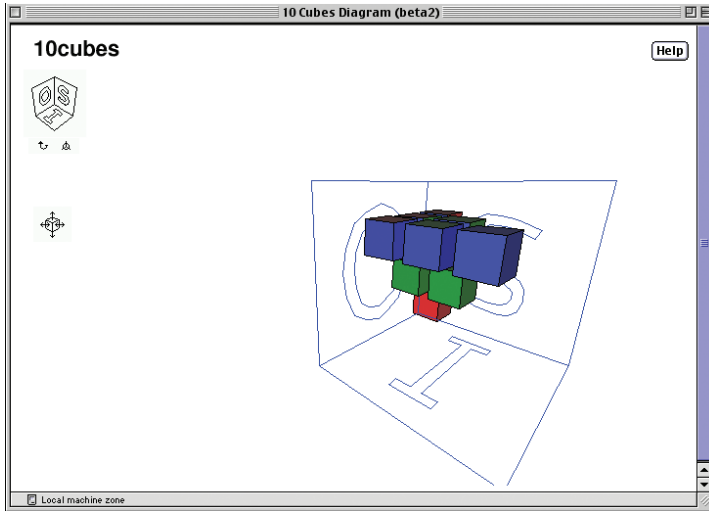 10 Cubes Diagram (beta2)
10cubes
Help
O S
I
O S
I
Local machine zone